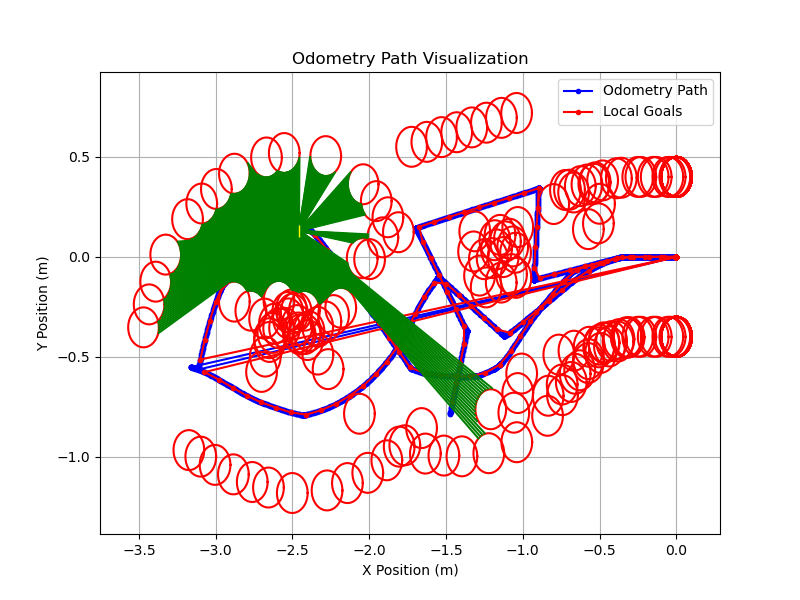 Odometry Path Visualization
Odometry Path
Local Goals
Y Position (m)
0.5
0.0
−0.5
−1.0
−3.5 −3.0 −2.5 −2.0 −1.5 −1.0 −0.5 0.0
X Position (m)